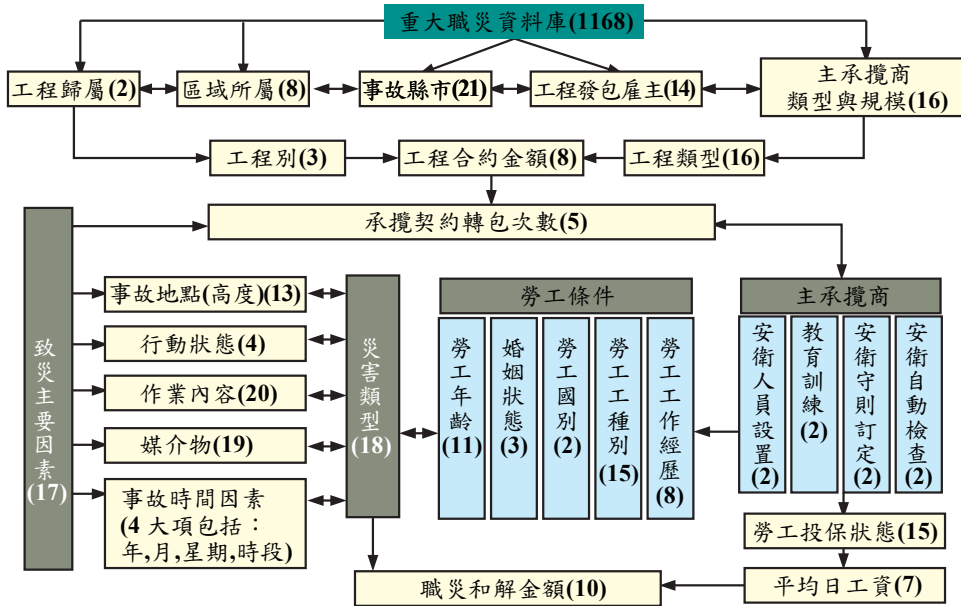 重大職災資料庫(1168)
工程歸屬(2)
區域所屬(8)
事故縣市(21)
工程發包雇主(14)
主承攬商
類型與規模(16)
工程別(3)
工程合約金額(8)
工程類型(16)
承攬契約轉包次數(5)
致災主要因素(17)
事故地點(高度)(13)
行動狀態(4)
作業內容(20)
媒介物(19)
事故時間因素
(4 大項包括：
年,月,星期,時段)
災害類型(18)
勞工條件
勞工年齡(11)
婚姻狀態(3)
勞工國別(2)
勞工工種別(15)
勞工工作經歷(8)
主承攬商
安衛人員設置(2)
教育訓練(2)
安衛守則訂定(2)
安衛自動檢查(2)
勞工投保狀態(15)
職災和解金額(10)
平均日工資(7)